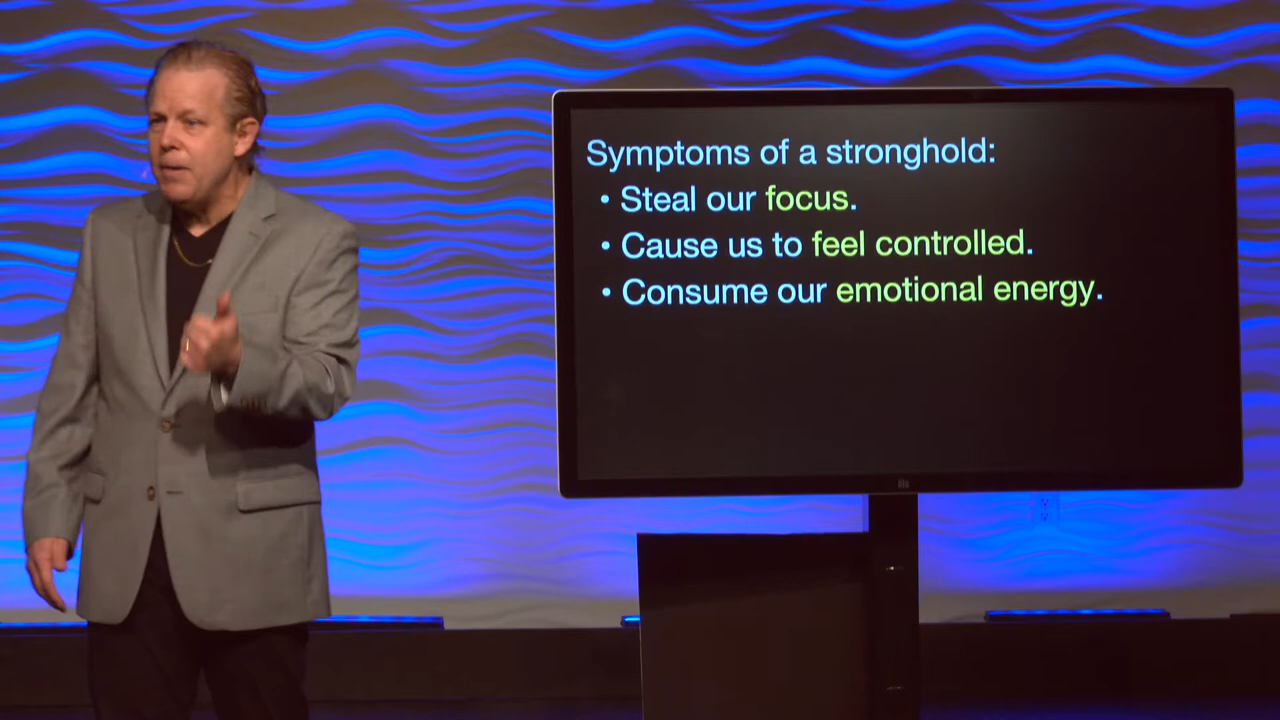 Symptoms of a stronghold:
• Steal our focus.
• Cause us to feel controlled.
• Consume our emotional energy.